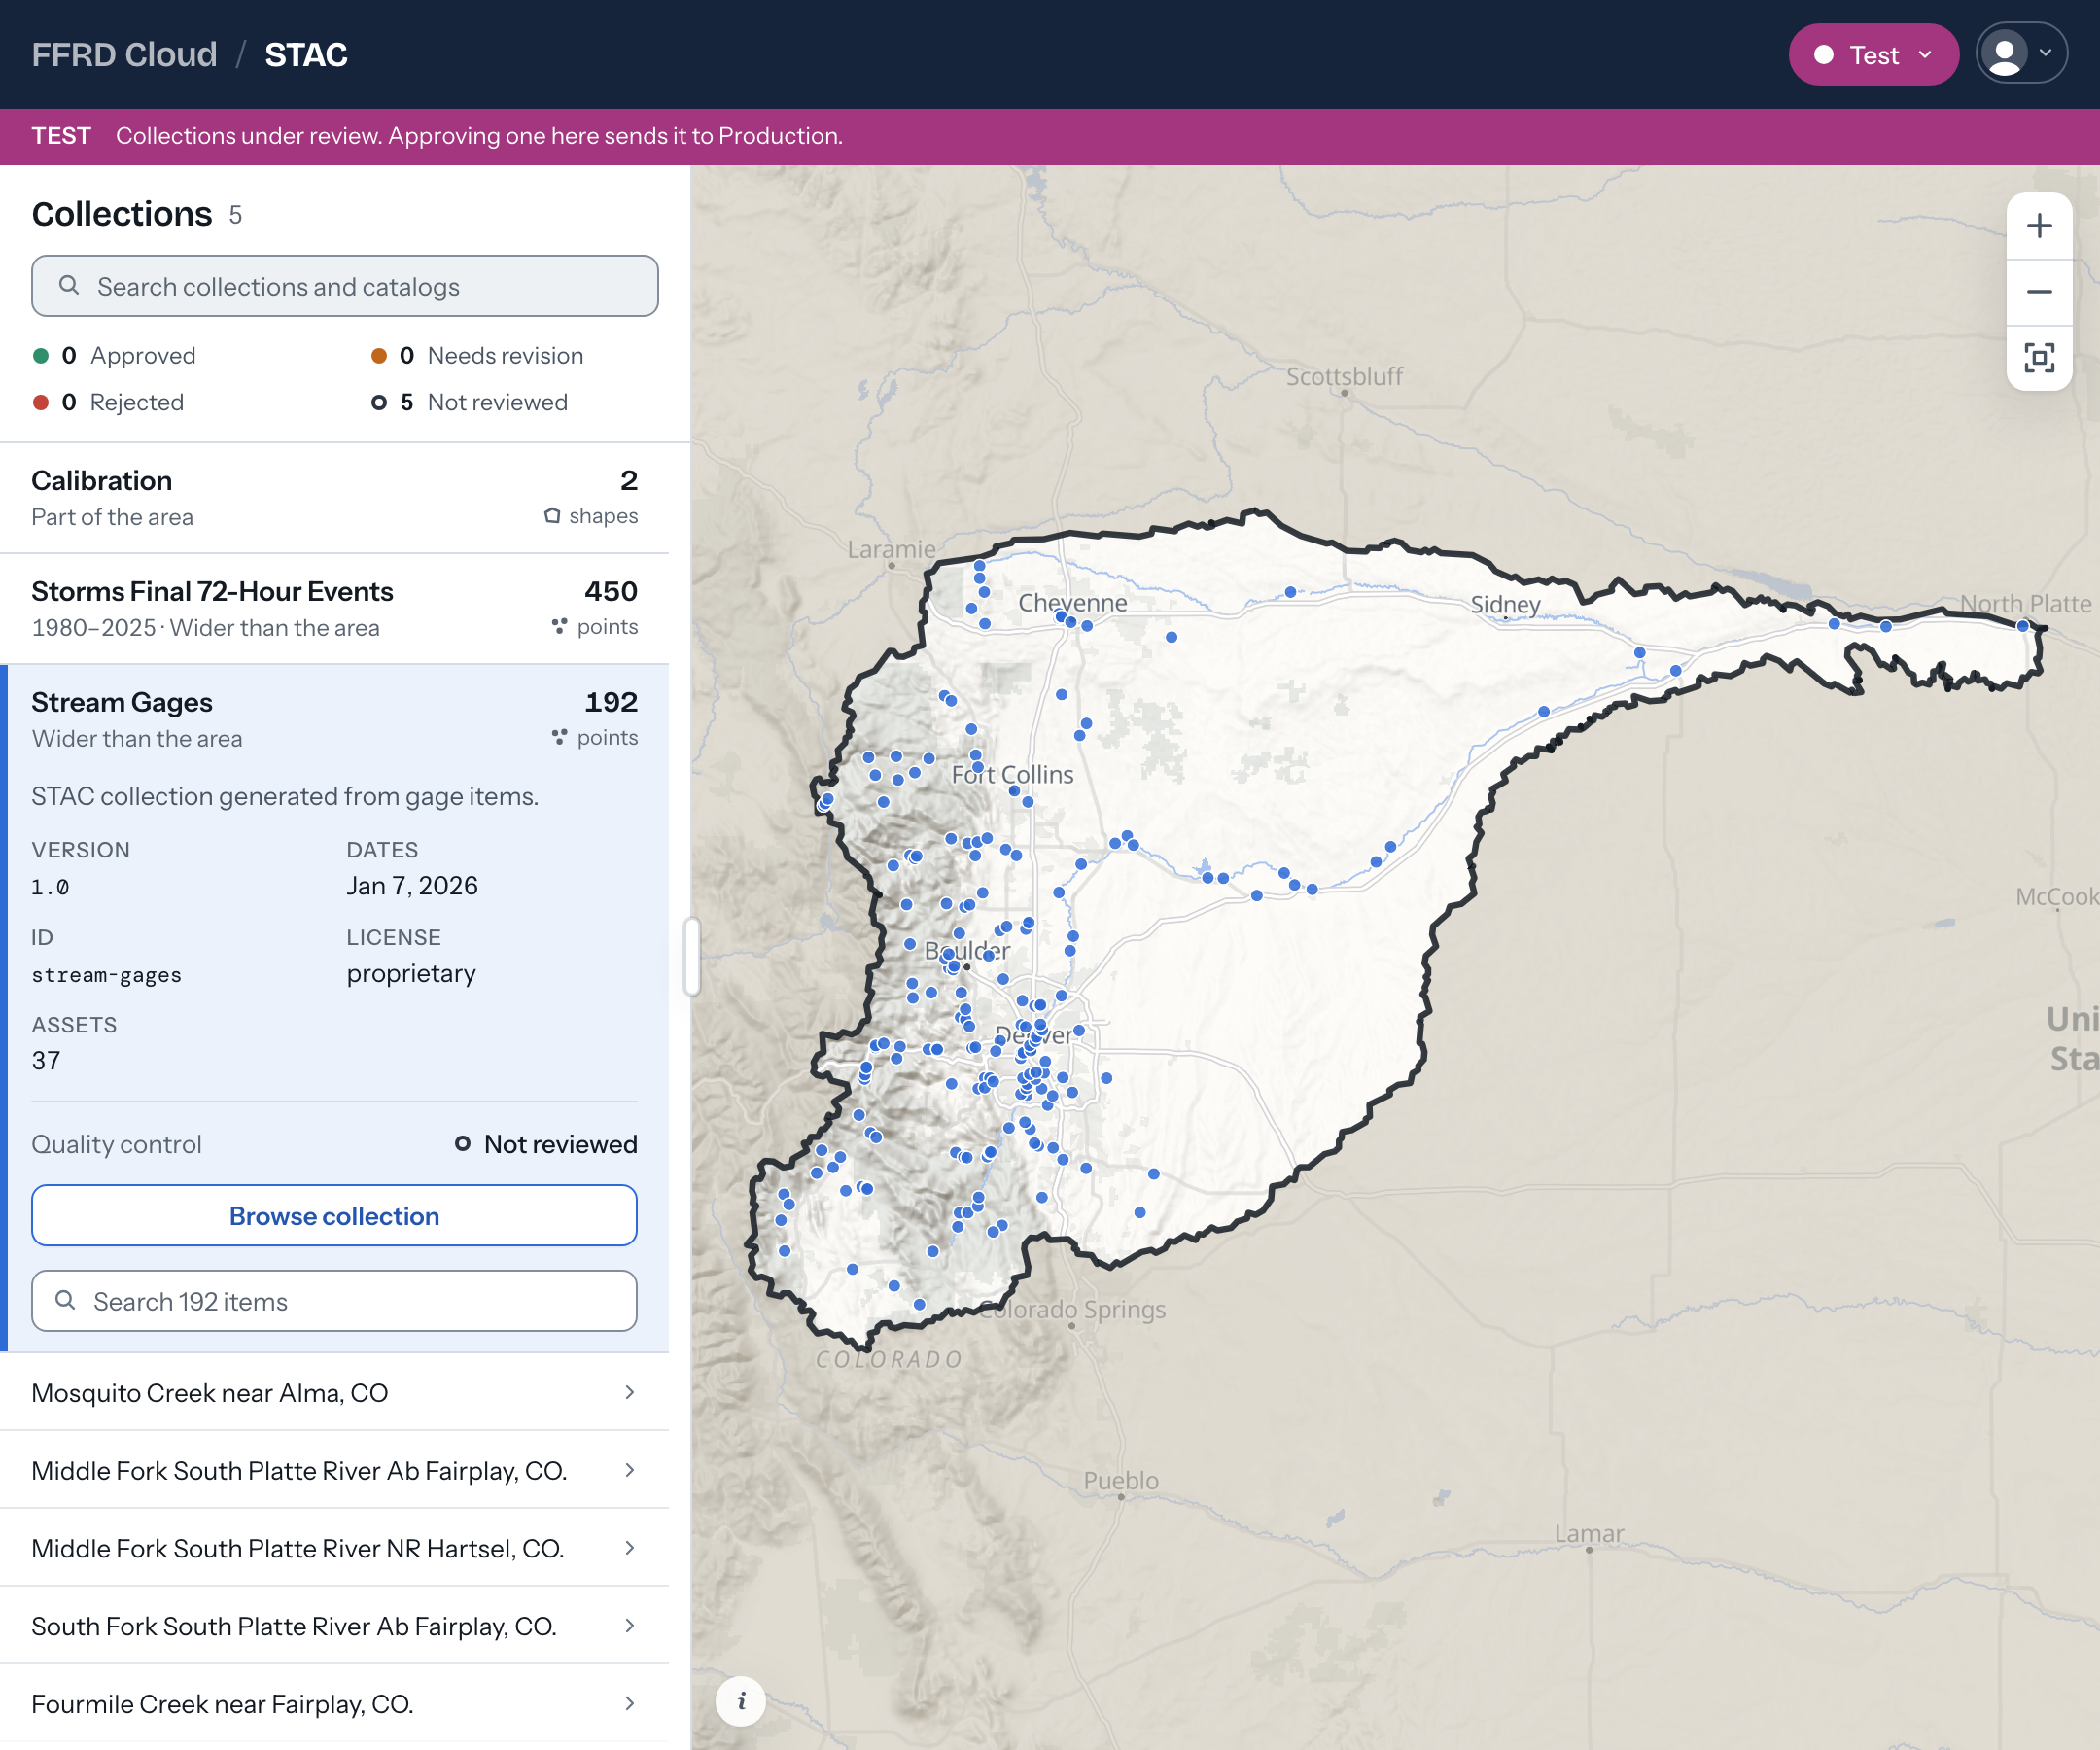 FFRD Cloud / STAC
Test
TEST Collections under review. Approving one here sends it to Production.
Collections 5
Search collections and catalogs
0 Approved
0 Needs revision
0 Rejected
5 Not reviewed
Calibration 2
Part of the area shapes
Storms Final 72-Hour Events 450
1980–2025 · Wider than the area points
Stream Gages 192
Wider than the area points
STAC collection generated from gage items.
VERSION DATES
1.0 Jan 7, 2026
ID LICENSE
stream-gages proprietary
ASSETS
37
Quality control Not reviewed
Browse collection
Search 192 items
Mosquito Creek near Alma, CO
Middle Fork South Platte River Ab Fairplay, CO.
Middle Fork South Platte River NR Hartsel, CO.
South Fork South Platte River Ab Fairplay, CO.
Fourmile Creek near Fairplay, CO.
Scottsbluff
Laramie
Cheyenne
Sidney
North Platte
Fort Collins
McCook
Boulder
Uni
Sta
Denver
Colorado Springs
COLORADO
Pueblo
Lamar
i